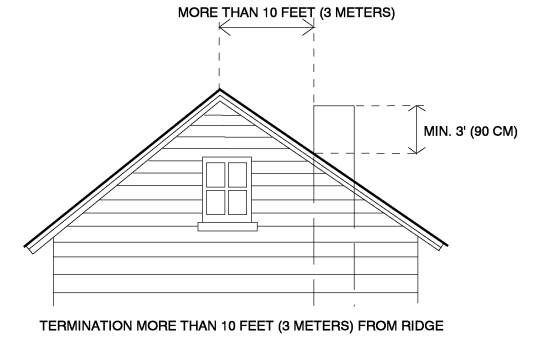 MORE THAN 10 FEET (3 METERS)
MIN. 3' (90 CM)
TERMINATION MORE THAN 10 FEET (3 METERS) FROM RIDGE